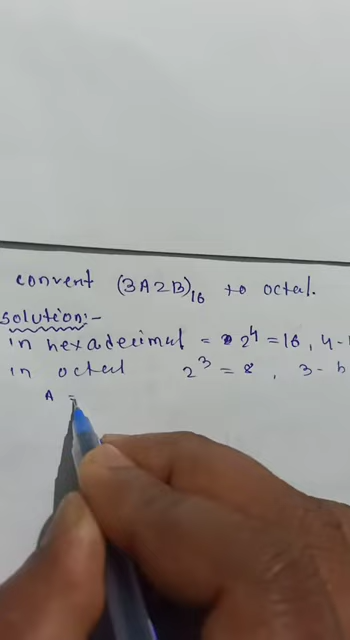 convent (3A2B)₁₆ to octal.
solution:-
in hexadecimal = 2⁴ = 16, 4-
in octal 2³ = 8, 3-b
A =